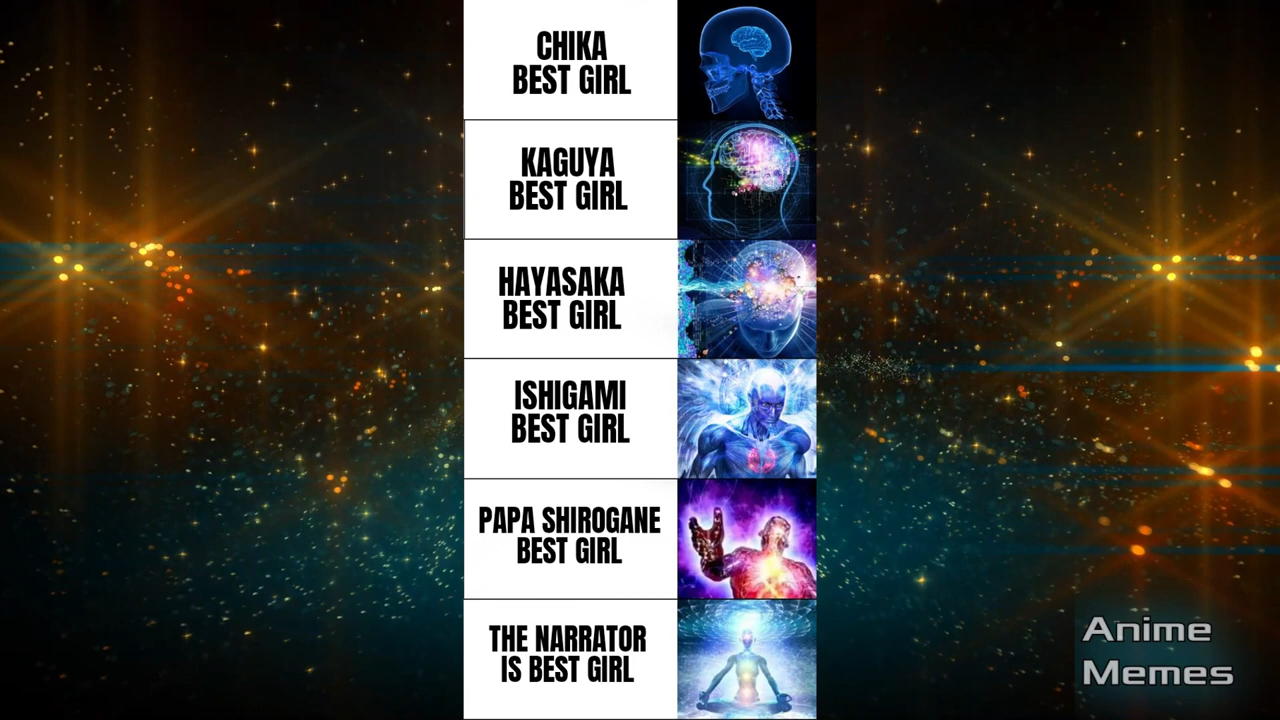 CHIKA
BEST GIRL
KAGUYA
BEST GIRL
HAYASAKA
BEST GIRL
ISHIGAMI
BEST GIRL
PAPA SHIROGANE
BEST GIRL
THE NARRATOR
IS BEST GIRL
Anime
Memes